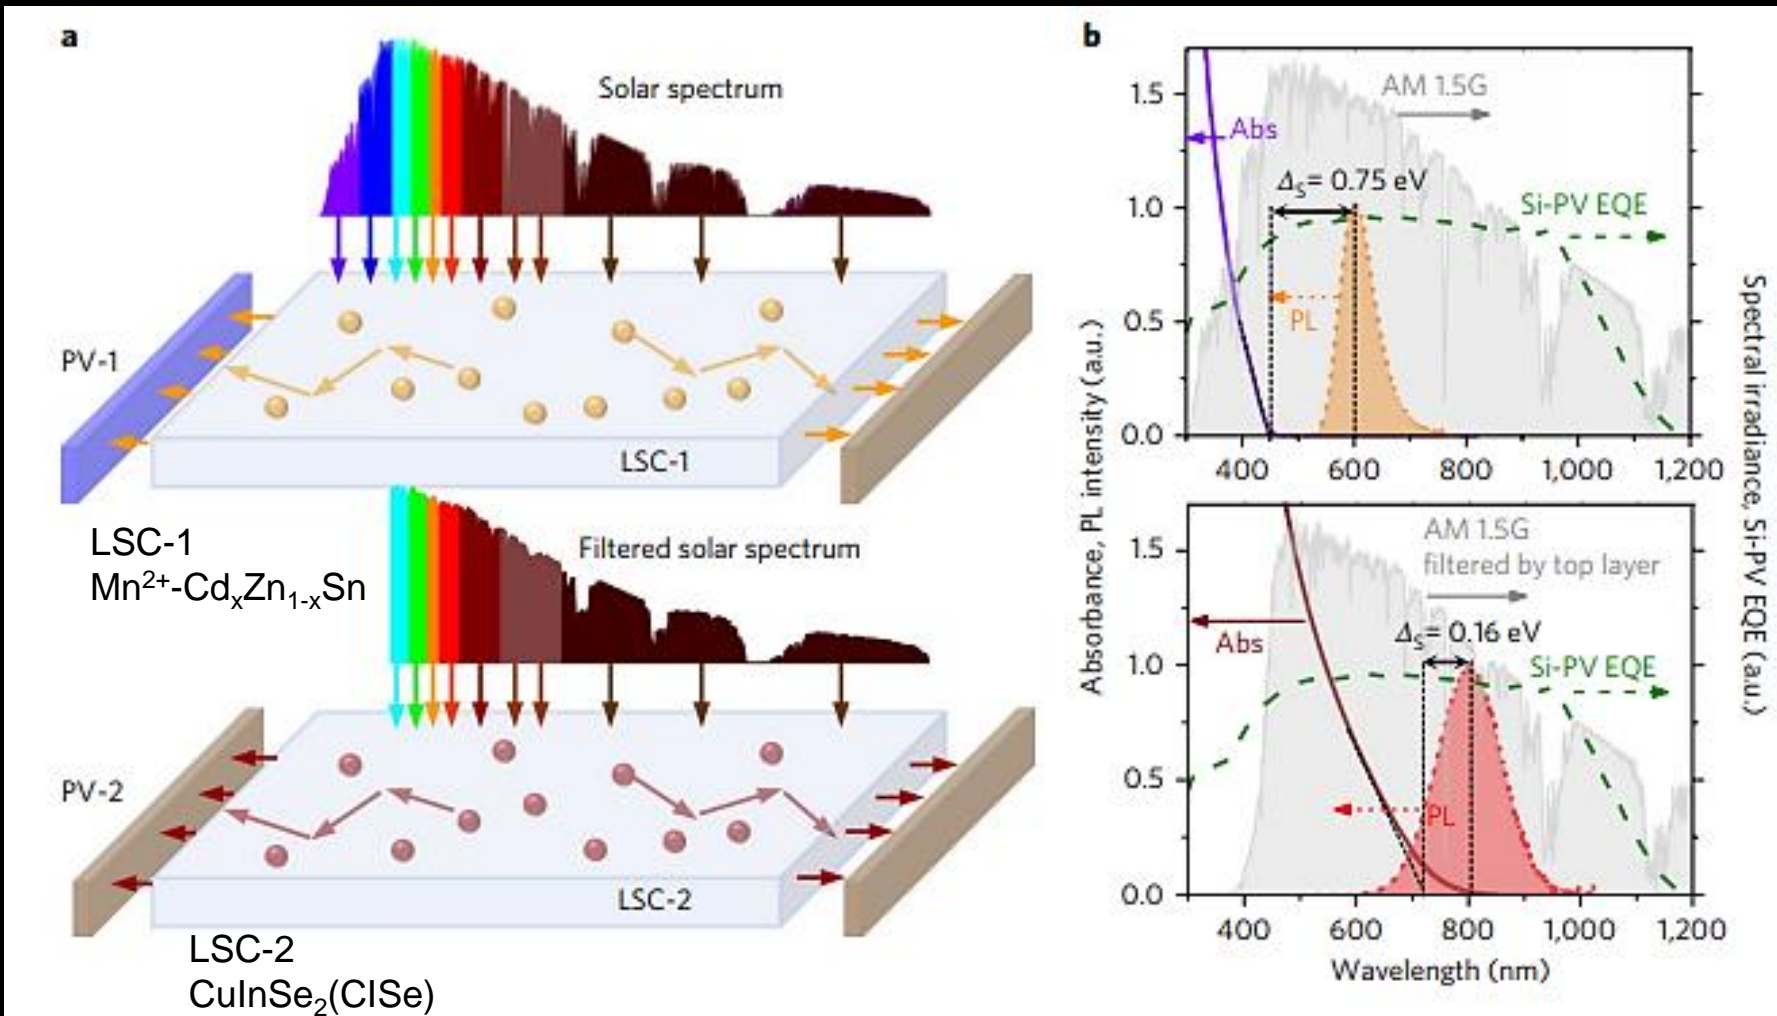 a
Solar spectrum
PV-1
LSC-1
LSC-1
Mn²⁺-CdₓZn₁₋ₓSn
Filtered solar spectrum
PV-2
LSC-2
LSC-2
CuInSe₂(CISe)
b
AM 1.5G
Abs
Δₛ= 0.75 eV
Si-PV EQE
PL
1.5
1.0
0.5
0.0
400 600 800 1,000 1,200
AM 1.5G
filtered by top layer
Abs
Δₛ= 0.16 eV
Si-PV EQE
PL
1.5
1.0
0.5
0.0
400 600 800 1,000 1,200
Wavelength (nm)
Absorbance, PL intensity (a.u.)
Spectral irradiance, Si-PV EQE (a.u.)